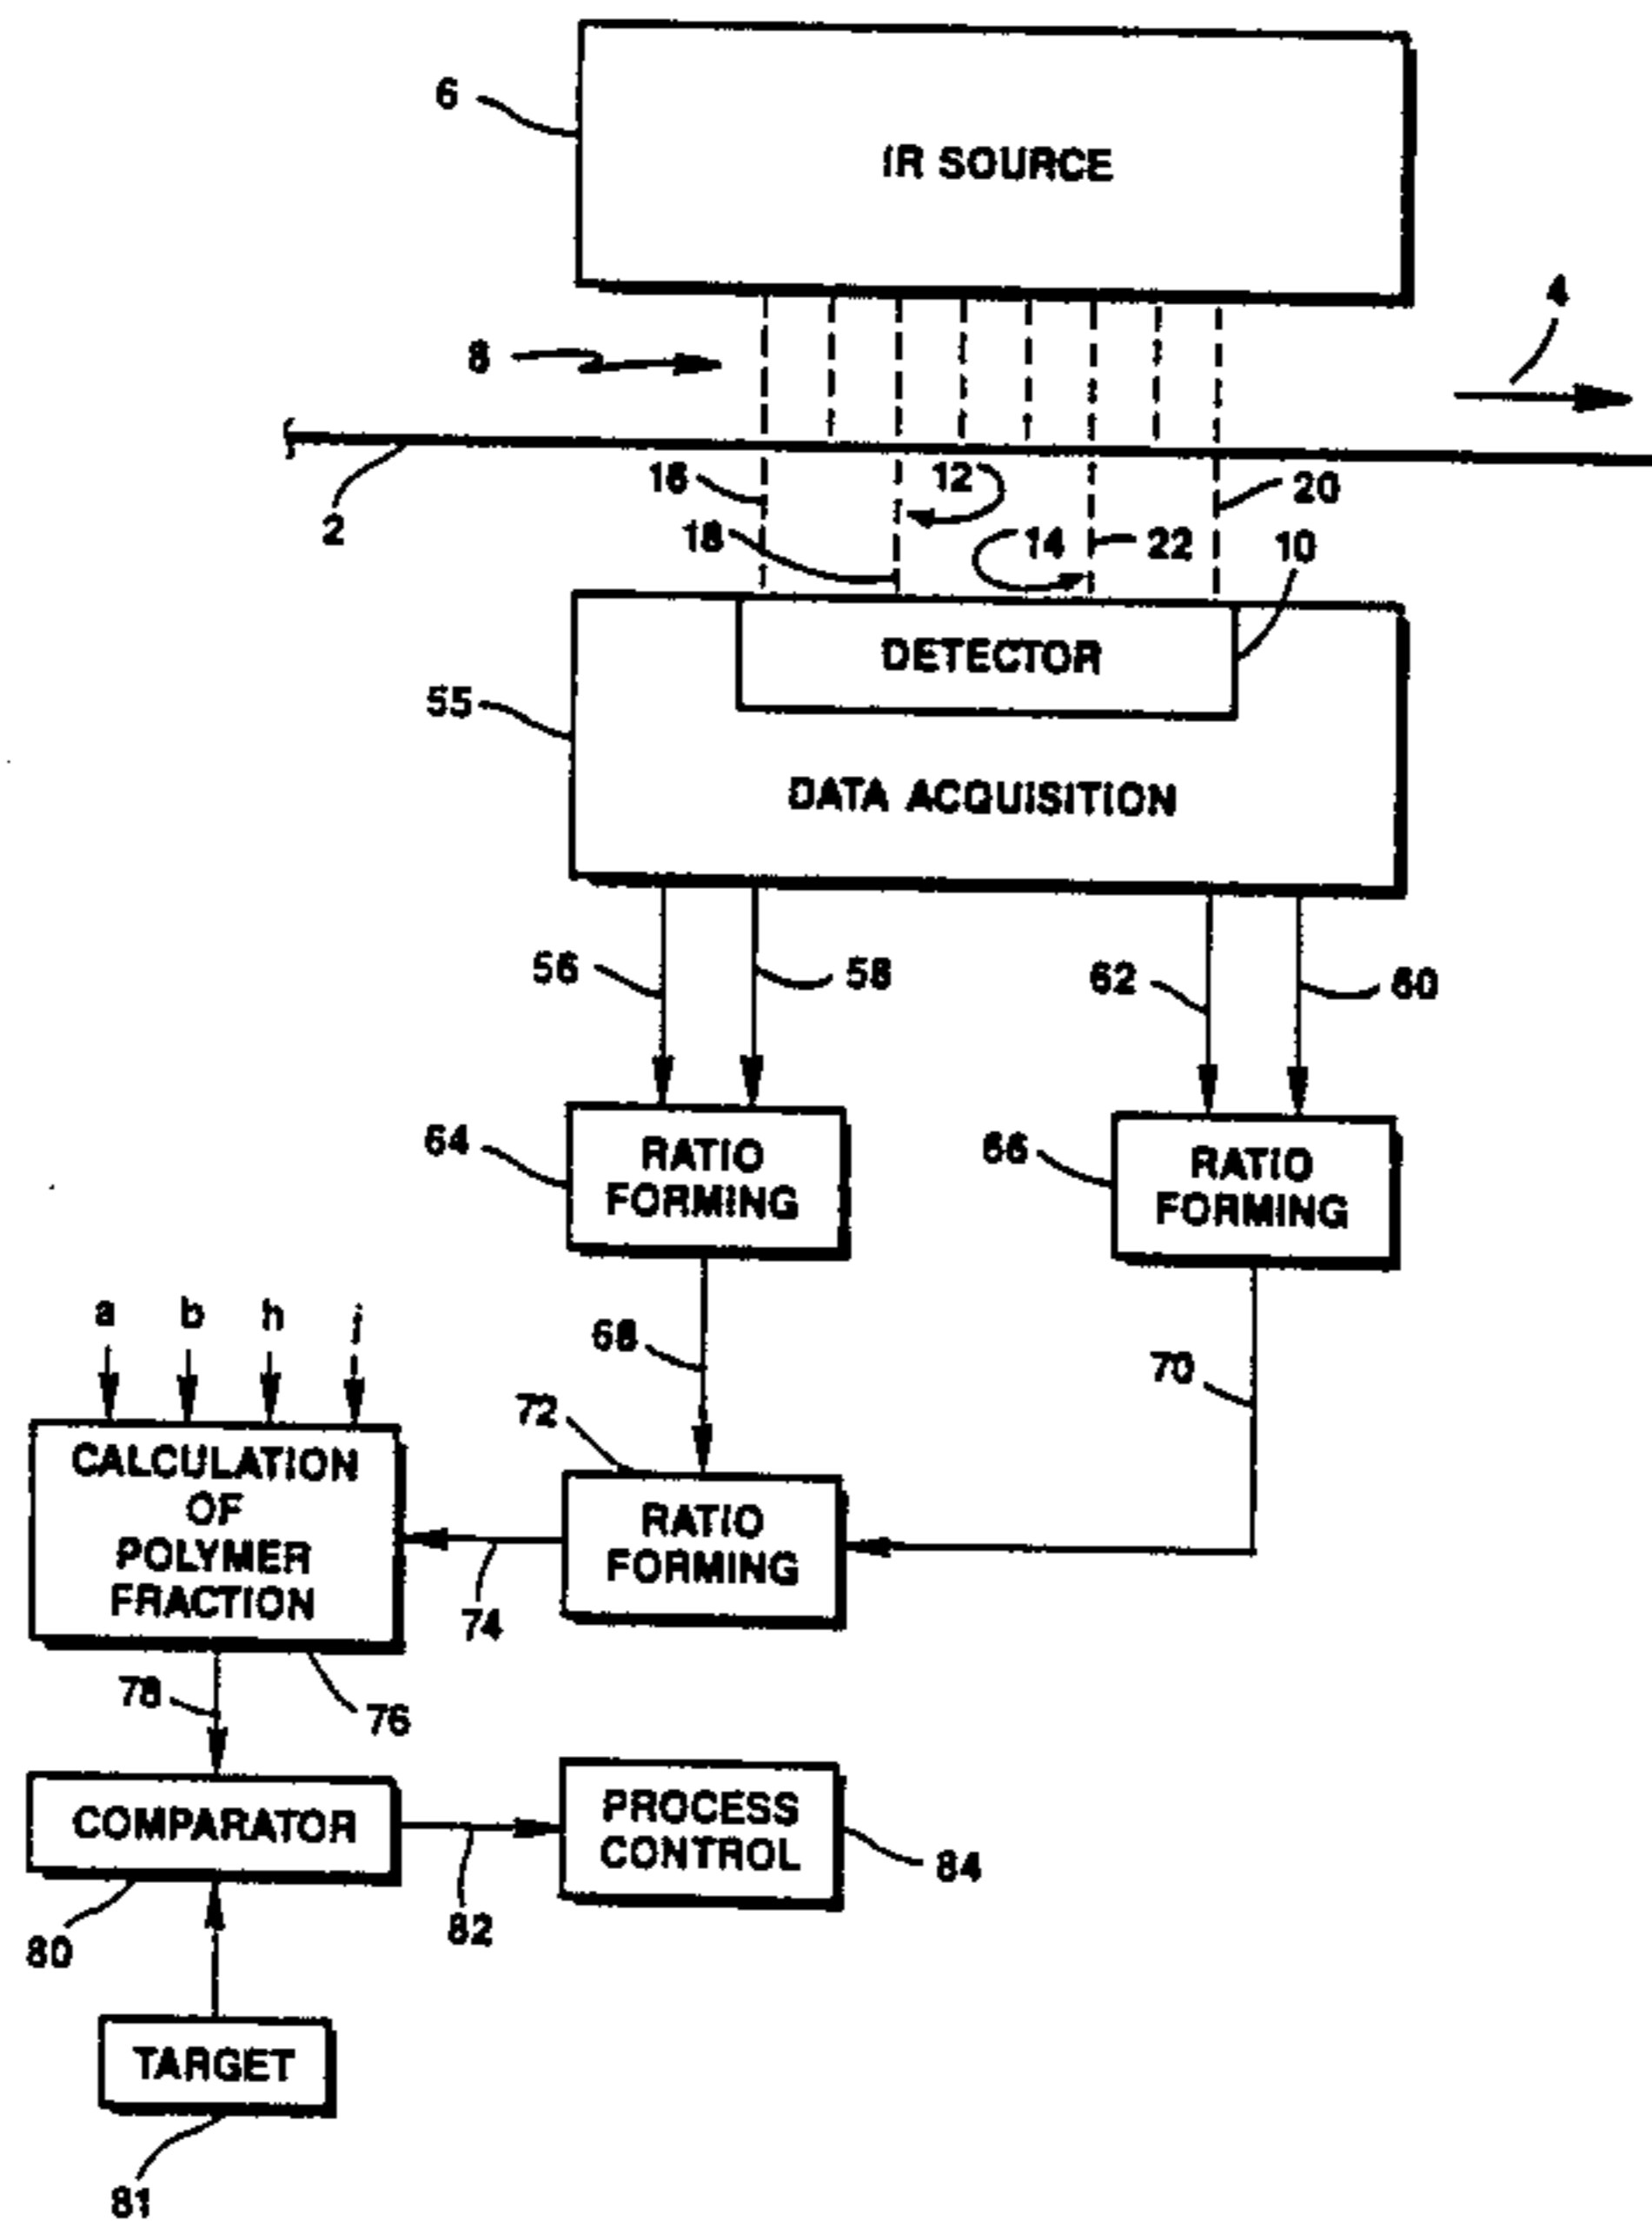 6
IR SOURCE
4
8
2
16
12
20
18
14
22
10
DETECTOR
55
DATA ACQUISITION
56
58
62
60
64
RATIO
FORMING
66
RATIO
FORMING
a b h j
68
70
72
CALCULATION
OF
POLYMER
FRACTION
RATIO
FORMING
74
78
76
COMPARATOR
PROCESS
CONTROL
84
80
82
TARGET
81